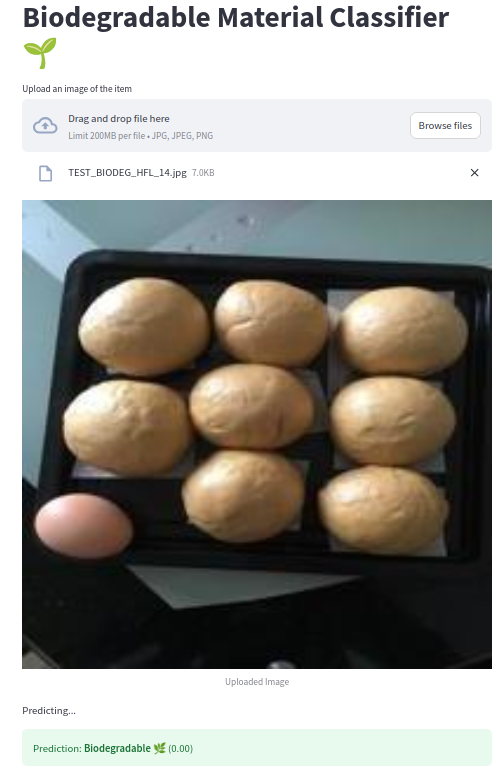 Biodegradable Material Classifier
🌱
Upload an image of the item
Drag and drop file here
Limit 200MB per file • JPG, JPEG, PNG
Browse files
TEST_BIODEG_HFL_14.jpg 7.0KB
Uploaded Image
Predicting...
Prediction: Biodegradable 🌿 (0.00)